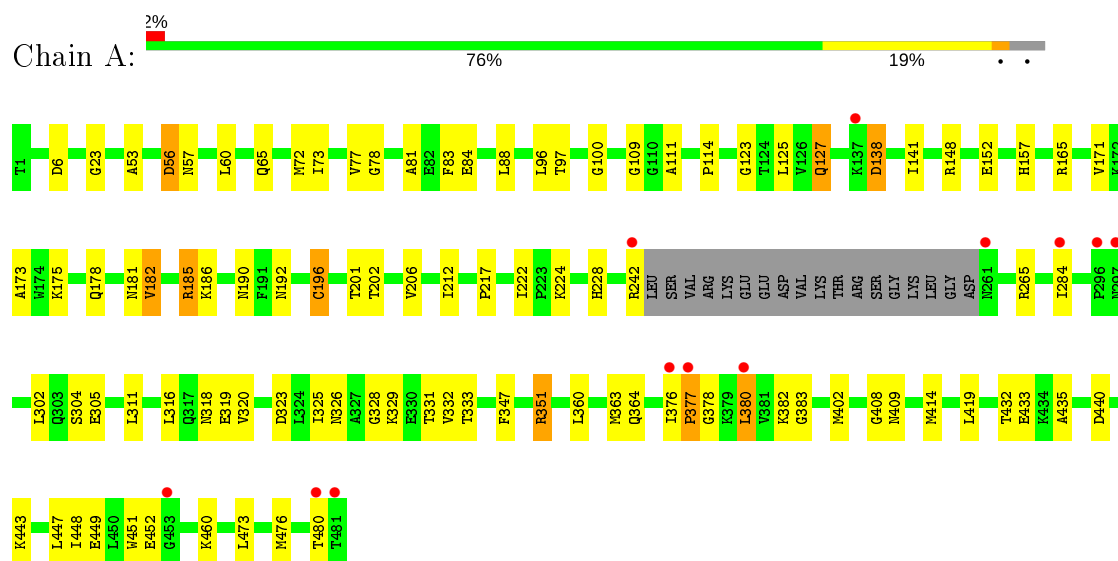 2%
Chain A:
76% 19% • •
T1 D6 G23 A53 D56 N57 L60 Q65 M72 I73 V77 G78 A81 E82 F83 E84 L88 L96 T97 G100 G109 G110 A111 P114 G123 T124 L125 V126 Q127 K137 D138 I141 R148 E152 H157 R165 V171 K172
A173 W174 K175 Q178 N181 V182 R185 K186 N190 F191 N192 C196 T201 T202 V206 I212 P217 I222 P223 K224 H228 R242 LEU SER VAL ARG LYS GLU GLU ASP VAL LYS THR ARG SER GLY LYS LEU GLY ASP N261 R265 I284 P296 N297
L302 Q303 S304 E305 L311 L316 Q317 N318 E319 V320 D323 L324 I325 N326 A327 G328 K329 E330 T331 V332 T333 F347 R351 L360 M363 Q364 I376 P377 G378 K379 L380 V381 K382 G383 M402 G408 N409 M414 L419 T432 E433 K434 A435 D440
K443 L447 I448 E449 L450 W451 E452 G453 K460 L473 M476 T480 T481